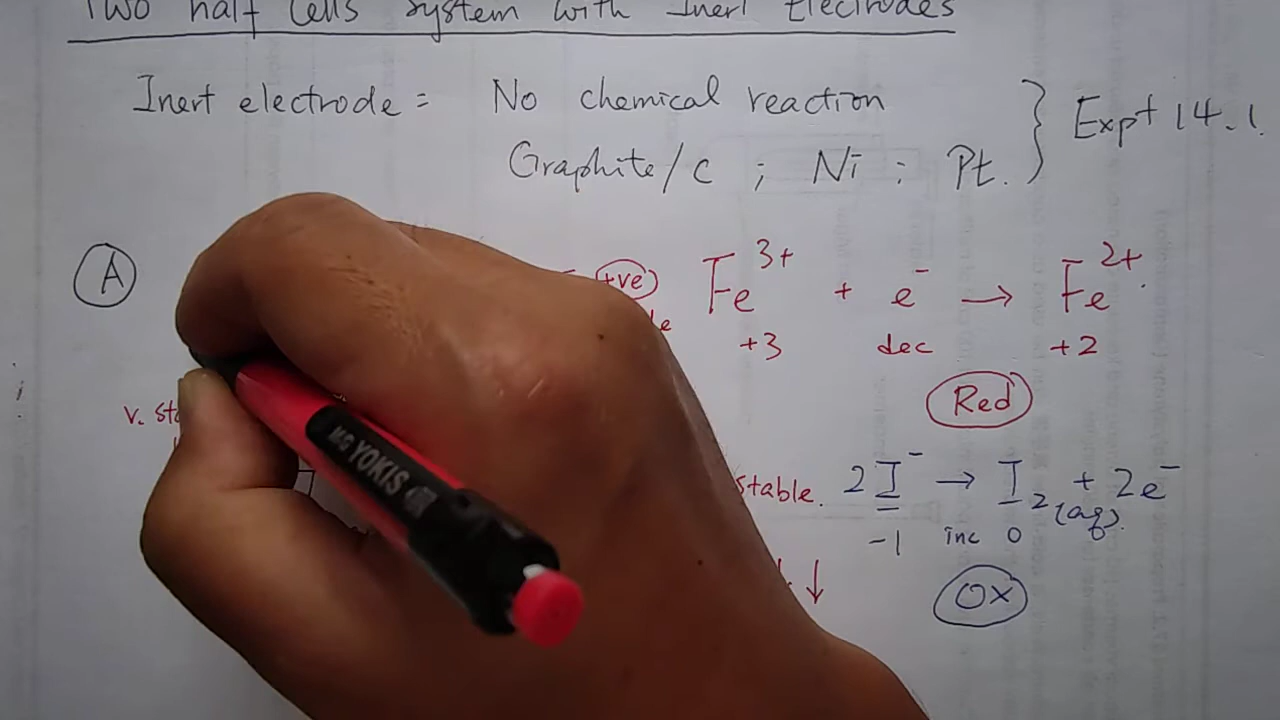 Two half Cells System with Inert Electrodes
Inert electrode = No chemical reaction
Graphite/C ; Ni ; Pt. } Expt 14.1
A
+ve Fe³⁺ + e⁻ → Fe²⁺
+3 dec +2
Red
v.
stable. 2I⁻ → I₂(aq) + 2e⁻
-1 inc 0
↓
OX
MG YOKIS